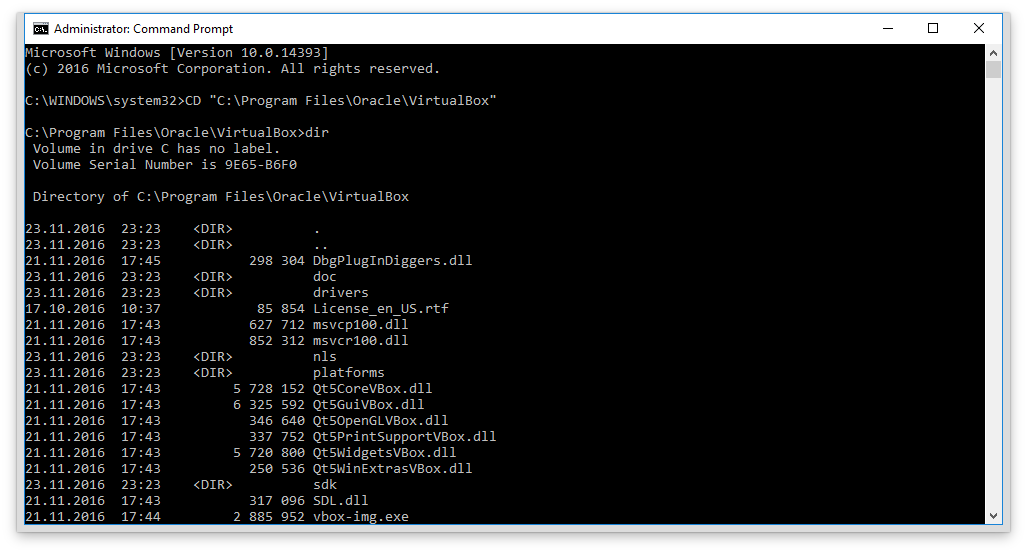 Administrator: Command Prompt
Microsoft Windows [Version 10.0.14393]
(c) 2016 Microsoft Corporation. All rights reserved.
C:\WINDOWS\system32>CD "C:\Program Files\Oracle\VirtualBox"
C:\Program Files\Oracle\VirtualBox>dir
Volume in drive C has no label.
Volume Serial Number is 9E65-B6F0
Directory of C:\Program Files\Oracle\VirtualBox
23.11.2016  23:23    <DIR>          .
23.11.2016  23:23    <DIR>          ..
21.11.2016  17:45           298 304 DbgPlugInDiggers.dll
23.11.2016  23:23    <DIR>          doc
23.11.2016  23:23    <DIR>          drivers
17.10.2016  10:37            85 854 License_en_US.rtf
21.11.2016  17:43           627 712 msvcp100.dll
21.11.2016  17:43           852 312 msvcr100.dll
23.11.2016  23:23    <DIR>          nls
23.11.2016  23:23    <DIR>          platforms
21.11.2016  17:43         5 728 152 Qt5CoreVBox.dll
21.11.2016  17:43         6 325 592 Qt5GuiVBox.dll
21.11.2016  17:43           346 640 Qt5OpenGLVBox.dll
21.11.2016  17:43           337 752 Qt5PrintSupportVBox.dll
21.11.2016  17:43         5 720 800 Qt5WidgetsVBox.dll
21.11.2016  17:43           250 536 Qt5WinExtrasVBox.dll
23.11.2016  23:23    <DIR>          sdk
21.11.2016  17:43           317 096 SDL.dll
21.11.2016  17:44         2 885 952 vbox-img.exe